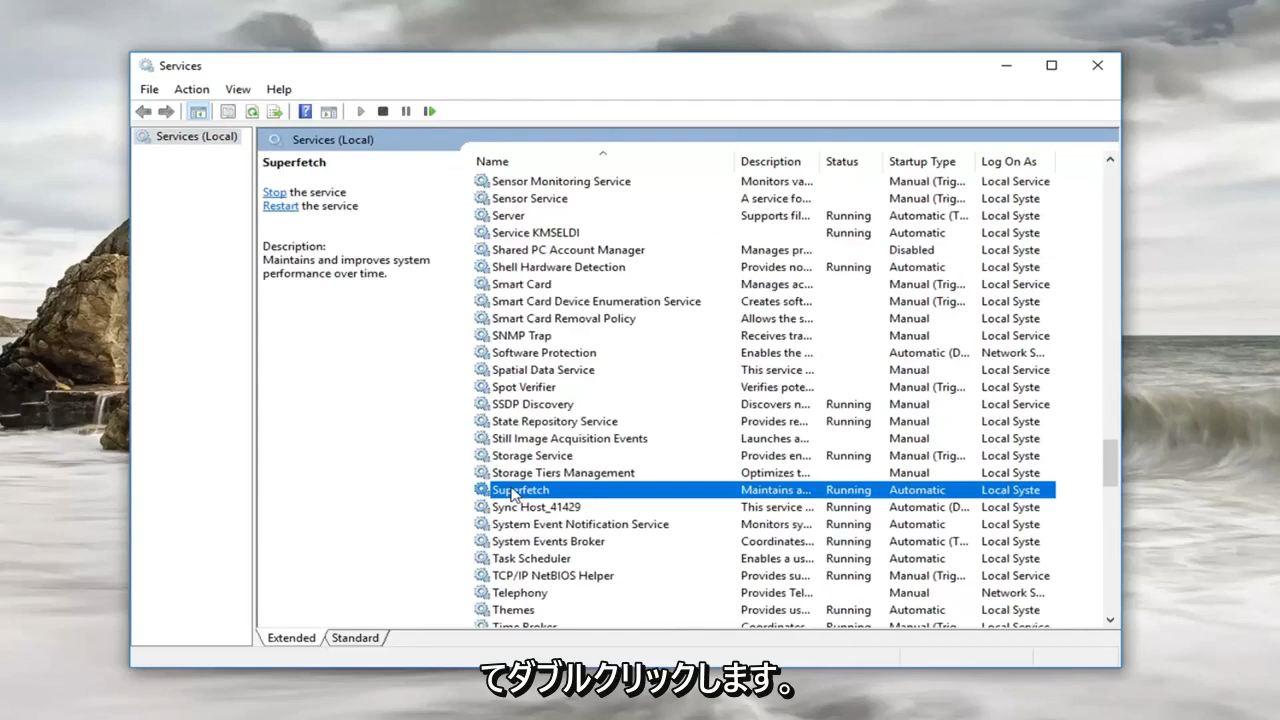 Services
File Action View Help
Services (Local)
Services (Local)
Superfetch
Stop the service
Restart the service
Description:
Maintains and improves system
performance over time.
Name Description Status Startup Type Log On As
Sensor Monitoring Service Monitors va... Manual (Trig... Local Service
Sensor Service A service fo... Manual (Trig... Local Syste
Server Supports fil... Running Automatic (T... Local Syste
Service KMSELDI Running Automatic Local Syste
Shared PC Account Manager Manages pr... Disabled Local Syste
Shell Hardware Detection Provides no... Running Automatic Local Syste
Smart Card Manages ac... Manual (Trig... Local Service
Smart Card Device Enumeration Service Creates soft... Manual (Trig... Local Syste
Smart Card Removal Policy Allows the s... Manual Local Syste
SNMP Trap Receives tra... Manual Local Service
Software Protection Enables the ... Automatic (D... Network S...
Spatial Data Service This service ... Manual Local Service
Spot Verifier Verifies pote... Manual (Trig... Local Syste
SSDP Discovery Discovers n... Running Manual Local Service
State Repository Service Provides re... Running Manual Local Syste
Still Image Acquisition Events Launches a... Manual Local Syste
Storage Service Provides en... Running Manual (Trig... Local Syste
Storage Tiers Management Optimizes t... Manual Local Syste
Superfetch Maintains a... Running Automatic Local Syste
Sync Host_41429 This service ... Running Automatic (D... Local Syste
System Event Notification Service Monitors sy... Running Automatic Local Syste
System Events Broker Coordinates... Running Automatic (T... Local Syste
Task Scheduler Enables a us... Running Automatic Local Syste
TCP/IP NetBIOS Helper Provides su... Running Manual (Trig... Local Service
Telephony Provides Tel... Manual Network S...
Themes Provides us... Running Automatic Local Syste
Time Broker Coordinates... Running Manual (Trig... Local Service
Extended Standard
てダブルクリックします。